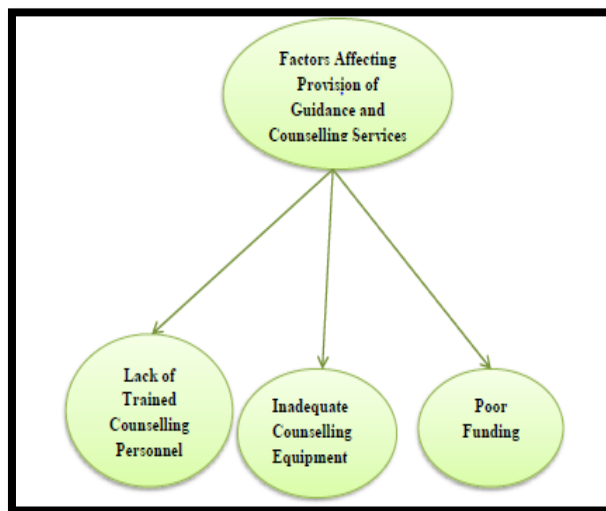 Factors Affecting
Provision of
Guidance and
Counselling Services
Lack of
Trained
Counselling
Personnel
Inadequate
Counselling
Equipment
Poor
Funding